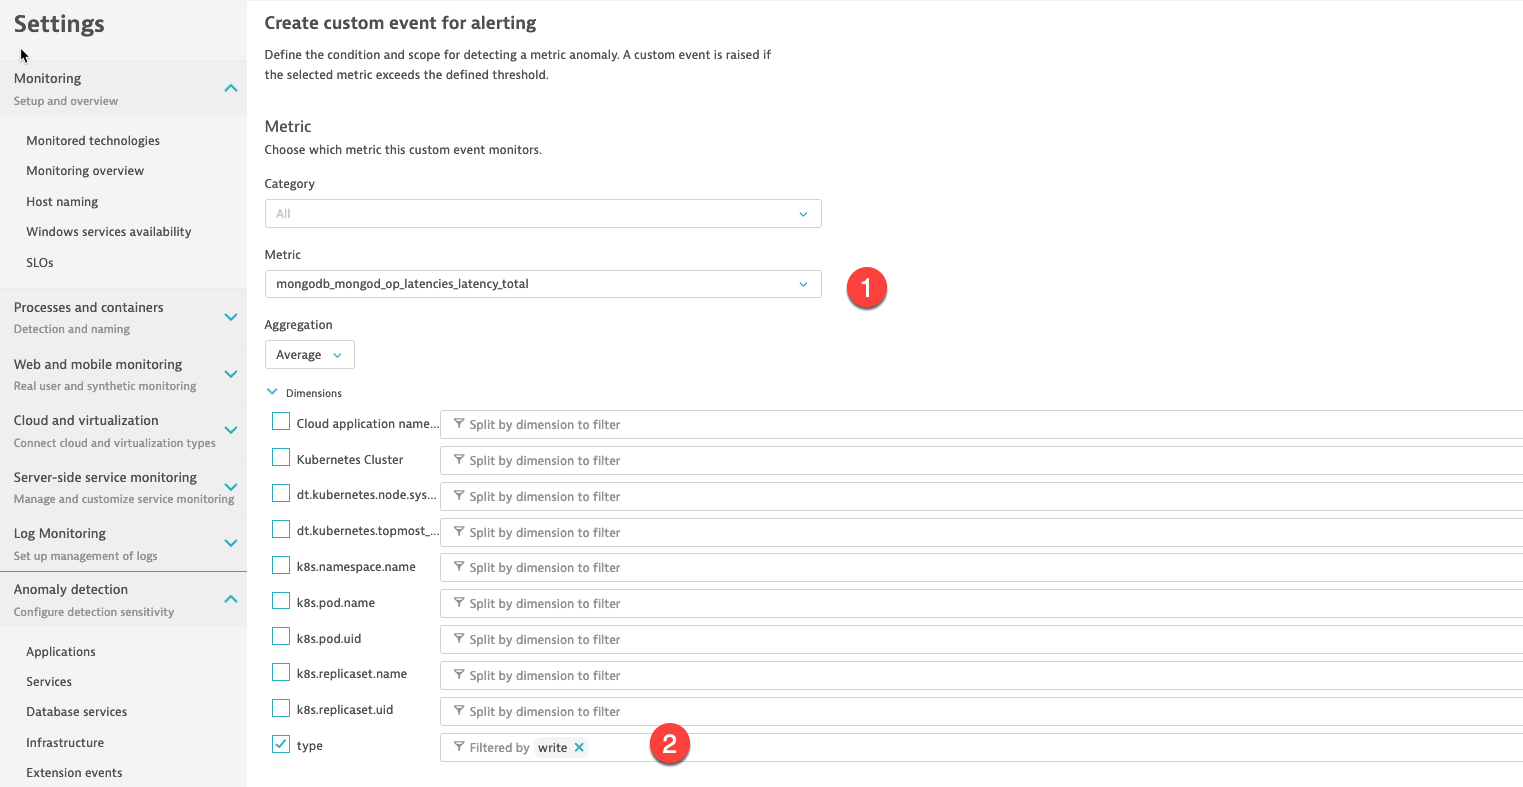 Settings
Monitoring
Setup and overview
Monitored technologies
Monitoring overview
Host naming
Windows services availability
SLOs
Processes and containers
Detection and naming
Web and mobile monitoring
Real user and synthetic monitoring
Cloud and virtualization
Connect cloud and virtualization types
Server-side service monitoring
Manage and customize service monitoring
Log Monitoring
Set up management of logs
Anomaly detection
Configure detection sensitivity
Applications
Services
Database services
Infrastructure
Extension events
Create custom event for alerting
Define the condition and scope for detecting a metric anomaly. A custom event is raised if
the selected metric exceeds the defined threshold.
Metric
Choose which metric this custom event monitors.
Category
All
Metric
mongodb_mongod_op_latencies_latency_total
1
Aggregation
Average
Dimensions
Cloud application name... Split by dimension to filter
Kubernetes Cluster Split by dimension to filter
dt.kubernetes.node.sys... Split by dimension to filter
dt.kubernetes.topmost_... Split by dimension to filter
k8s.namespace.name Split by dimension to filter
k8s.pod.name Split by dimension to filter
k8s.pod.uid Split by dimension to filter
k8s.replicaset.name Split by dimension to filter
k8s.replicaset.uid Split by dimension to filter
type Filtered by write ✕ 2